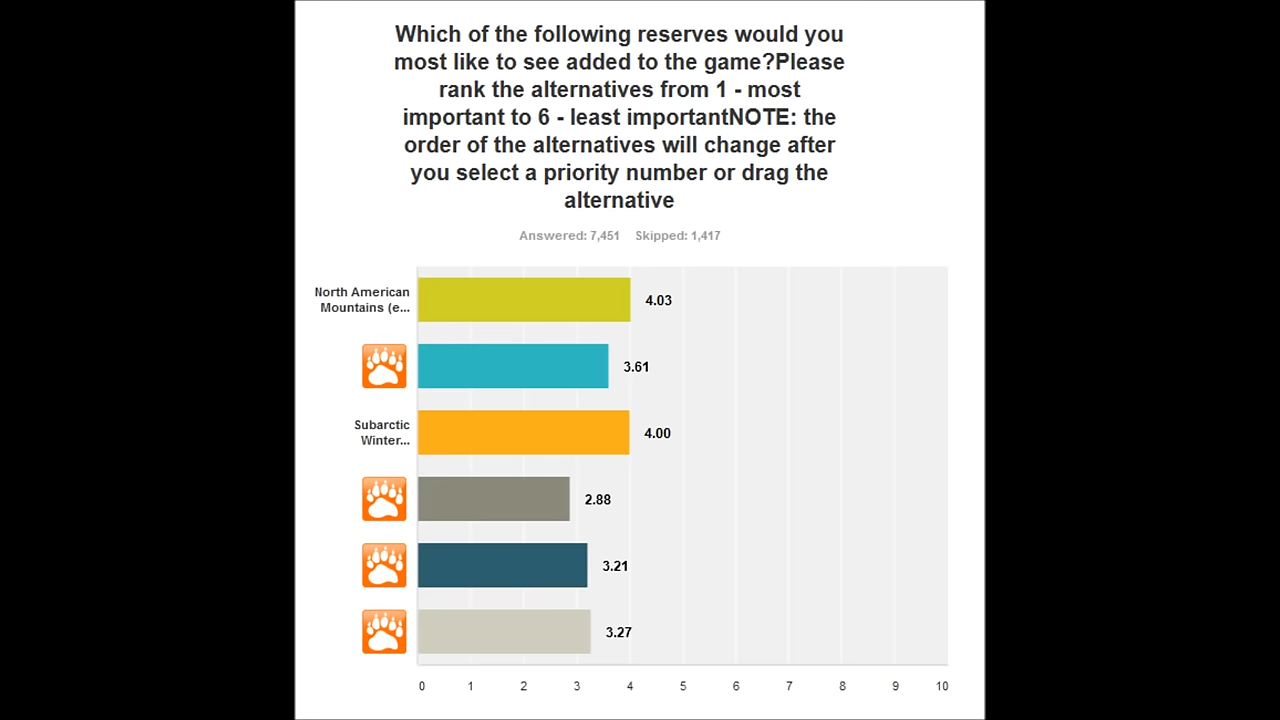 Which of the following reserves would you
most like to see added to the game?Please
rank the alternatives from 1 - most
important to 6 - least importantNOTE: the
order of the alternatives will change after
you select a priority number or drag the
alternative
Answered: 7,451 Skipped: 1,417
North American
Mountains (e...
4.03
3.61
Subarctic
Winter...
4.00
2.88
3.21
3.27
0 1 2 3 4 5 6 7 8 9 10